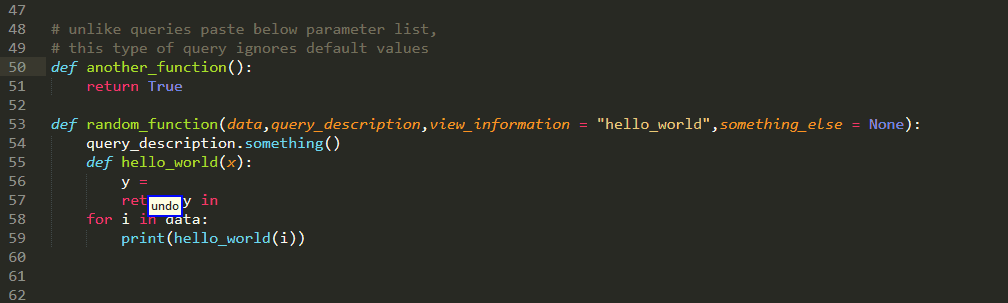 47
48 # unlike queries paste below parameter list,
49 # this type of query ignores default values
50 def another_function():
51 return True
52
53 def random_function(data,query_description,view_information = "hello_world",something_else = None):
54 query_description.something()
55 def hello_world(x):
56 y =
57 ret y in
undo
58 for i in data:
59 print(hello_world(i))
60
61
62